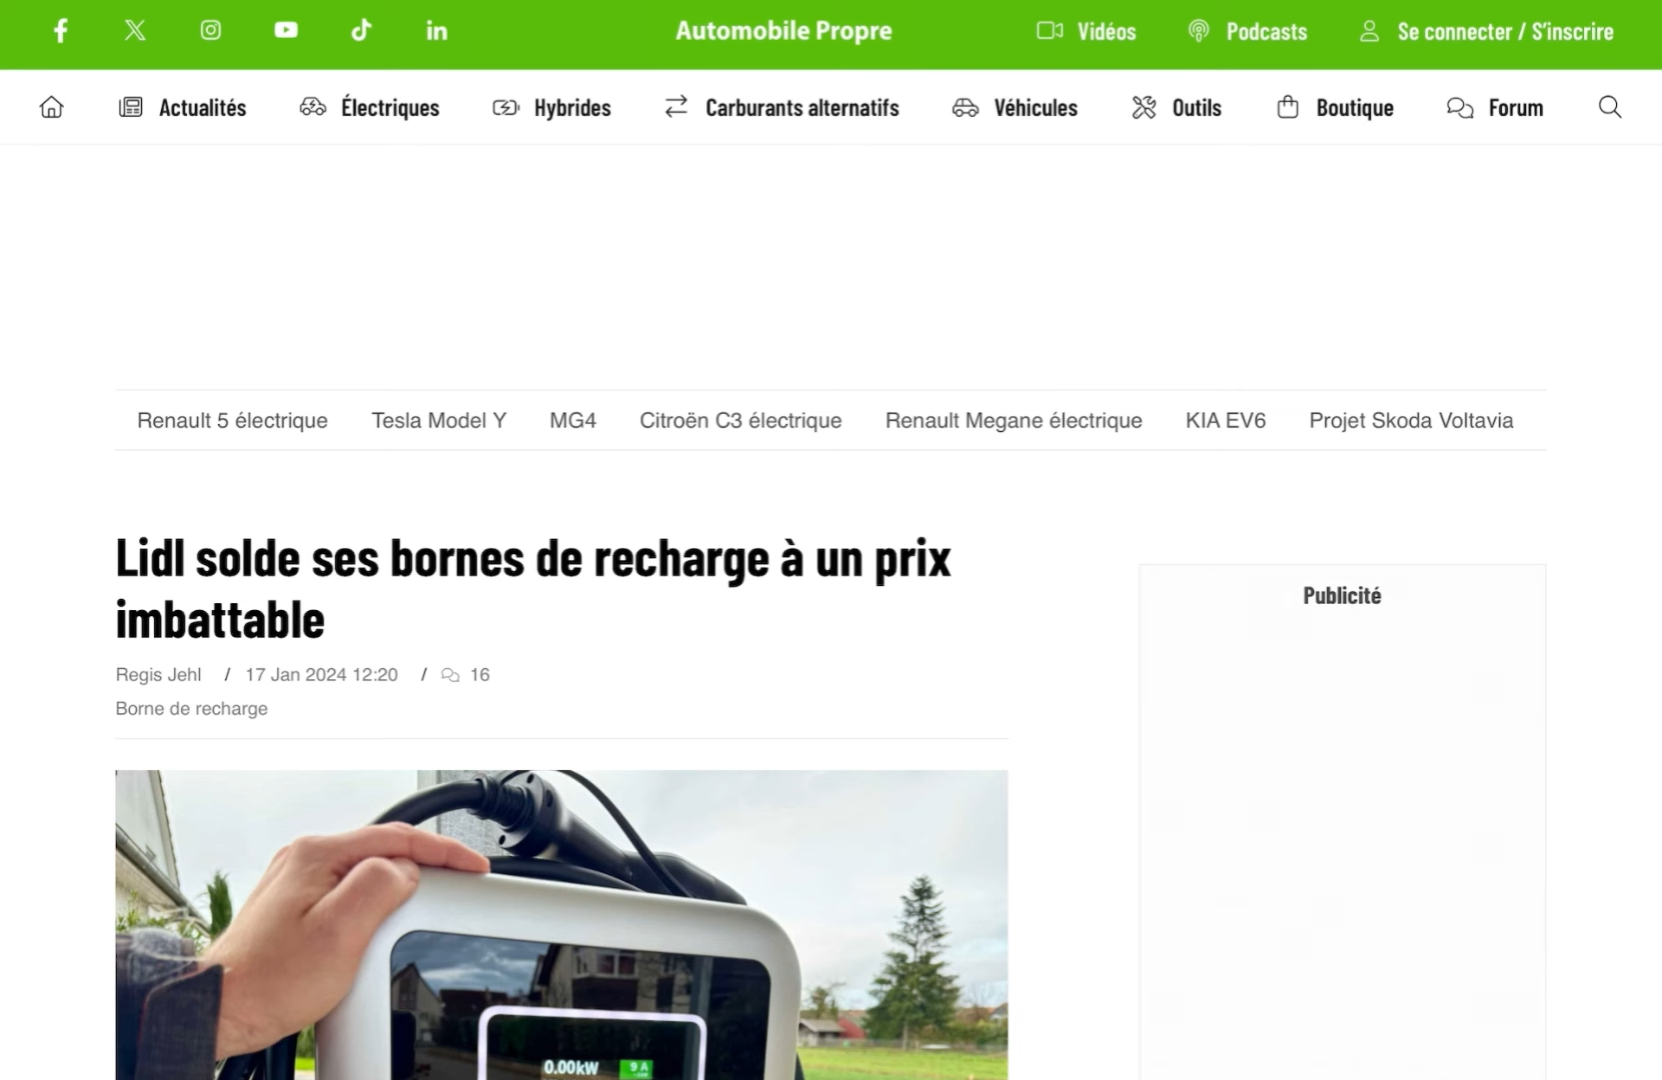 Automobile Propre
Vidéos
Podcasts
Se connecter / S'inscrire
Actualités
Électriques
Hybrides
Carburants alternatifs
Véhicules
Outils
Boutique
Forum
Renault 5 électrique
Tesla Model Y
MG4
Citroën C3 électrique
Renault Megane électrique
KIA EV6
Projet Skoda Voltavia
Lidl solde ses bornes de recharge à un prix
imbattable
Regis Jehl / 17 Jan 2024 12:20 / 16
Borne de recharge
Publicité
0.00kW
9 A